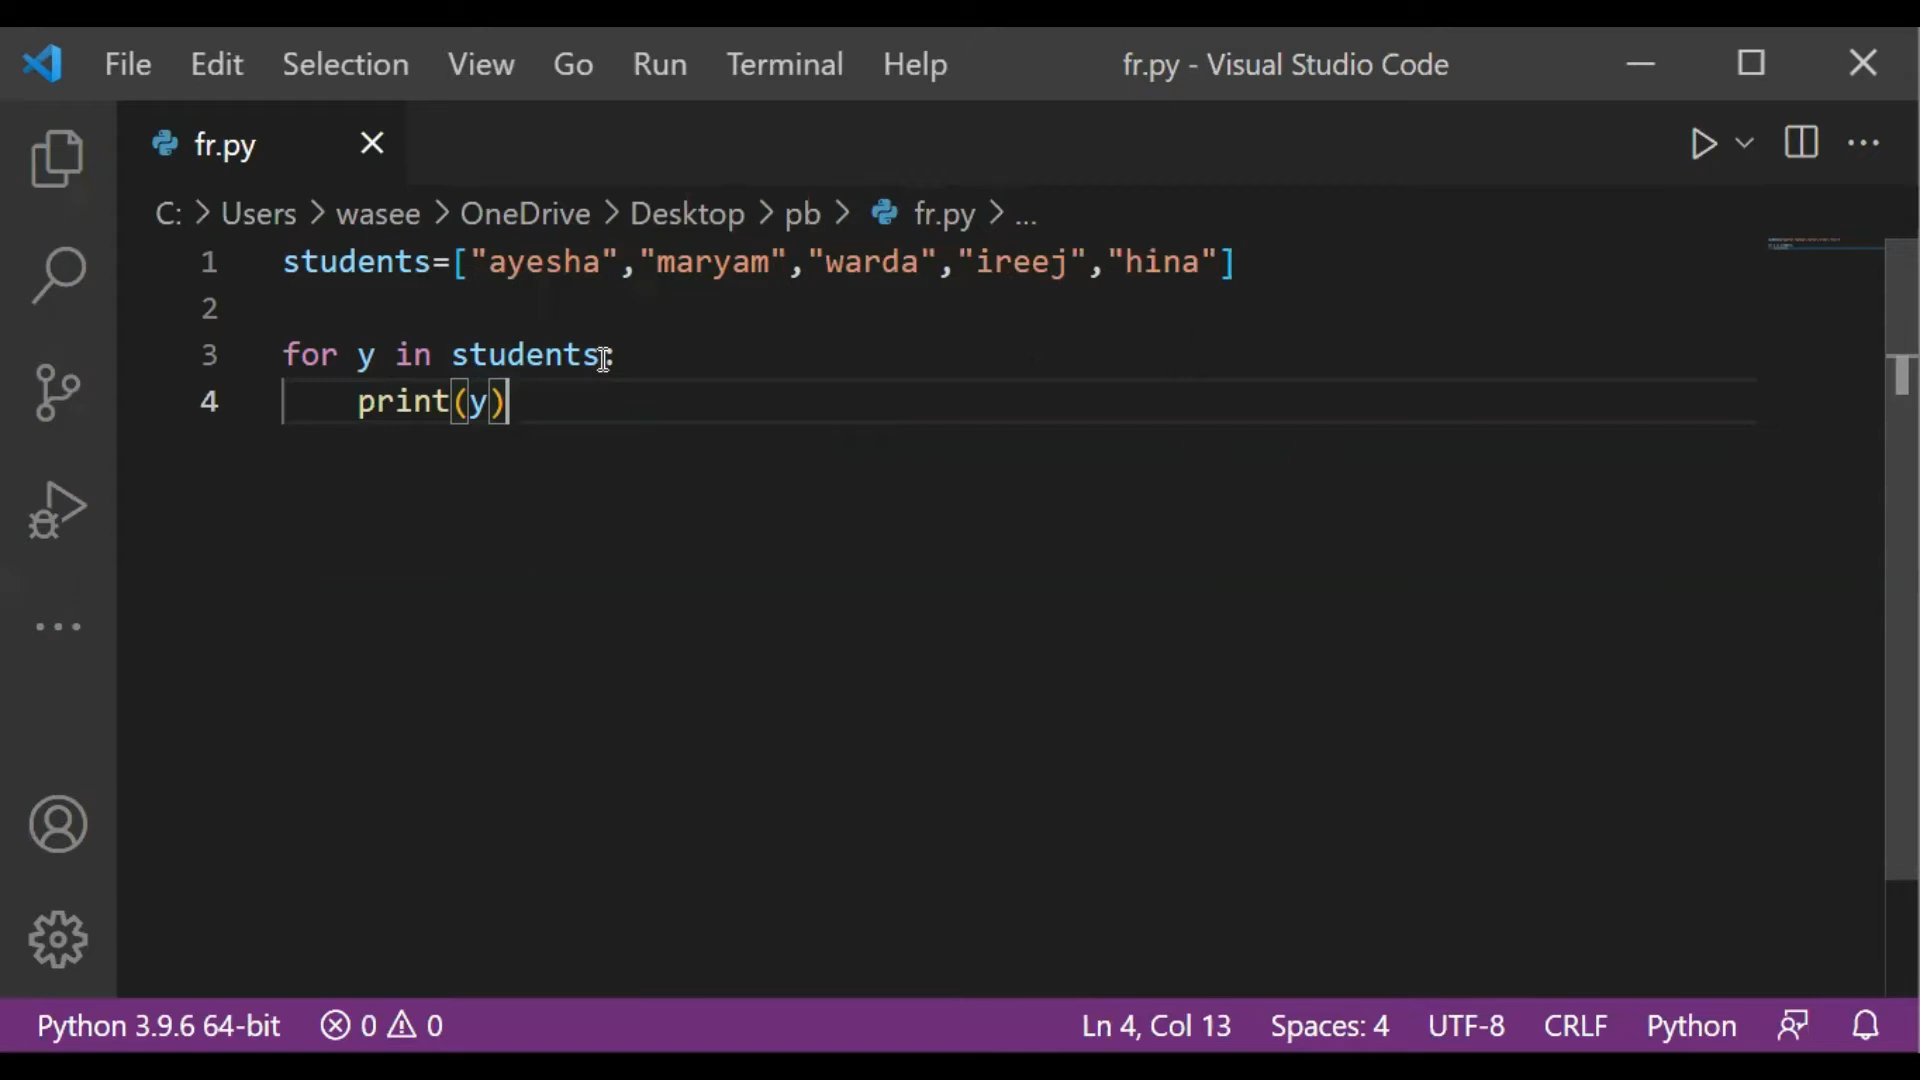 File Edit Selection View Go Run Terminal Help fr.py - Visual Studio Code
fr.py
C: > Users > wasee > OneDrive > Desktop > pb > fr.py > ...
1 students=["ayesha","maryam","warda","ireej","hina"]
2
3 for y in students:
4     print(y)
Python 3.9.6 64-bit 0 0 Ln 4, Col 13 Spaces: 4 UTF-8 CRLF Python